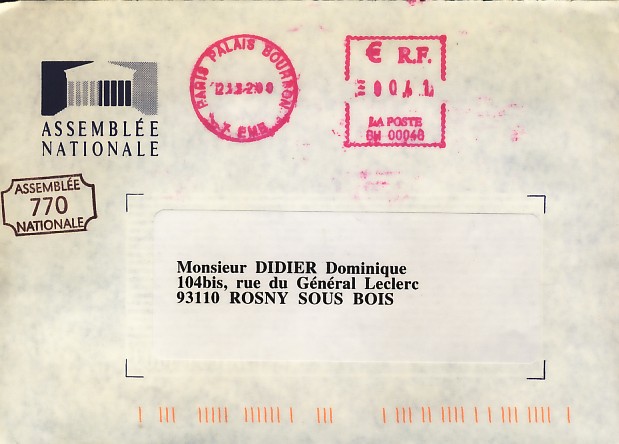 PARIS PALAIS BOURBON
€ R.F.
LA POSTE
ASSEMBLÉE
NATIONALE
ASSEMBLÉE
770
NATIONALE
Monsieur DIDIER Dominique
104bis, rue du Général Leclerc
93110 ROSNY SOUS BOIS